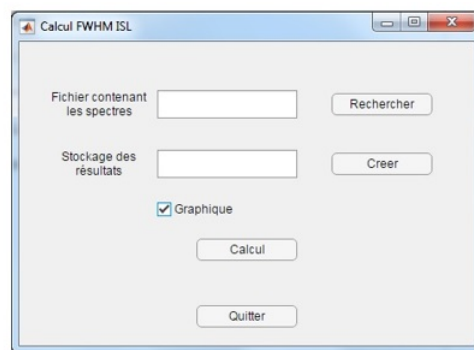 Calcul FWHM ISL
Fichier contenant
les spectres
Rechercher
Stockage des
résultats
Creer
Graphique
Calcul
Quitter